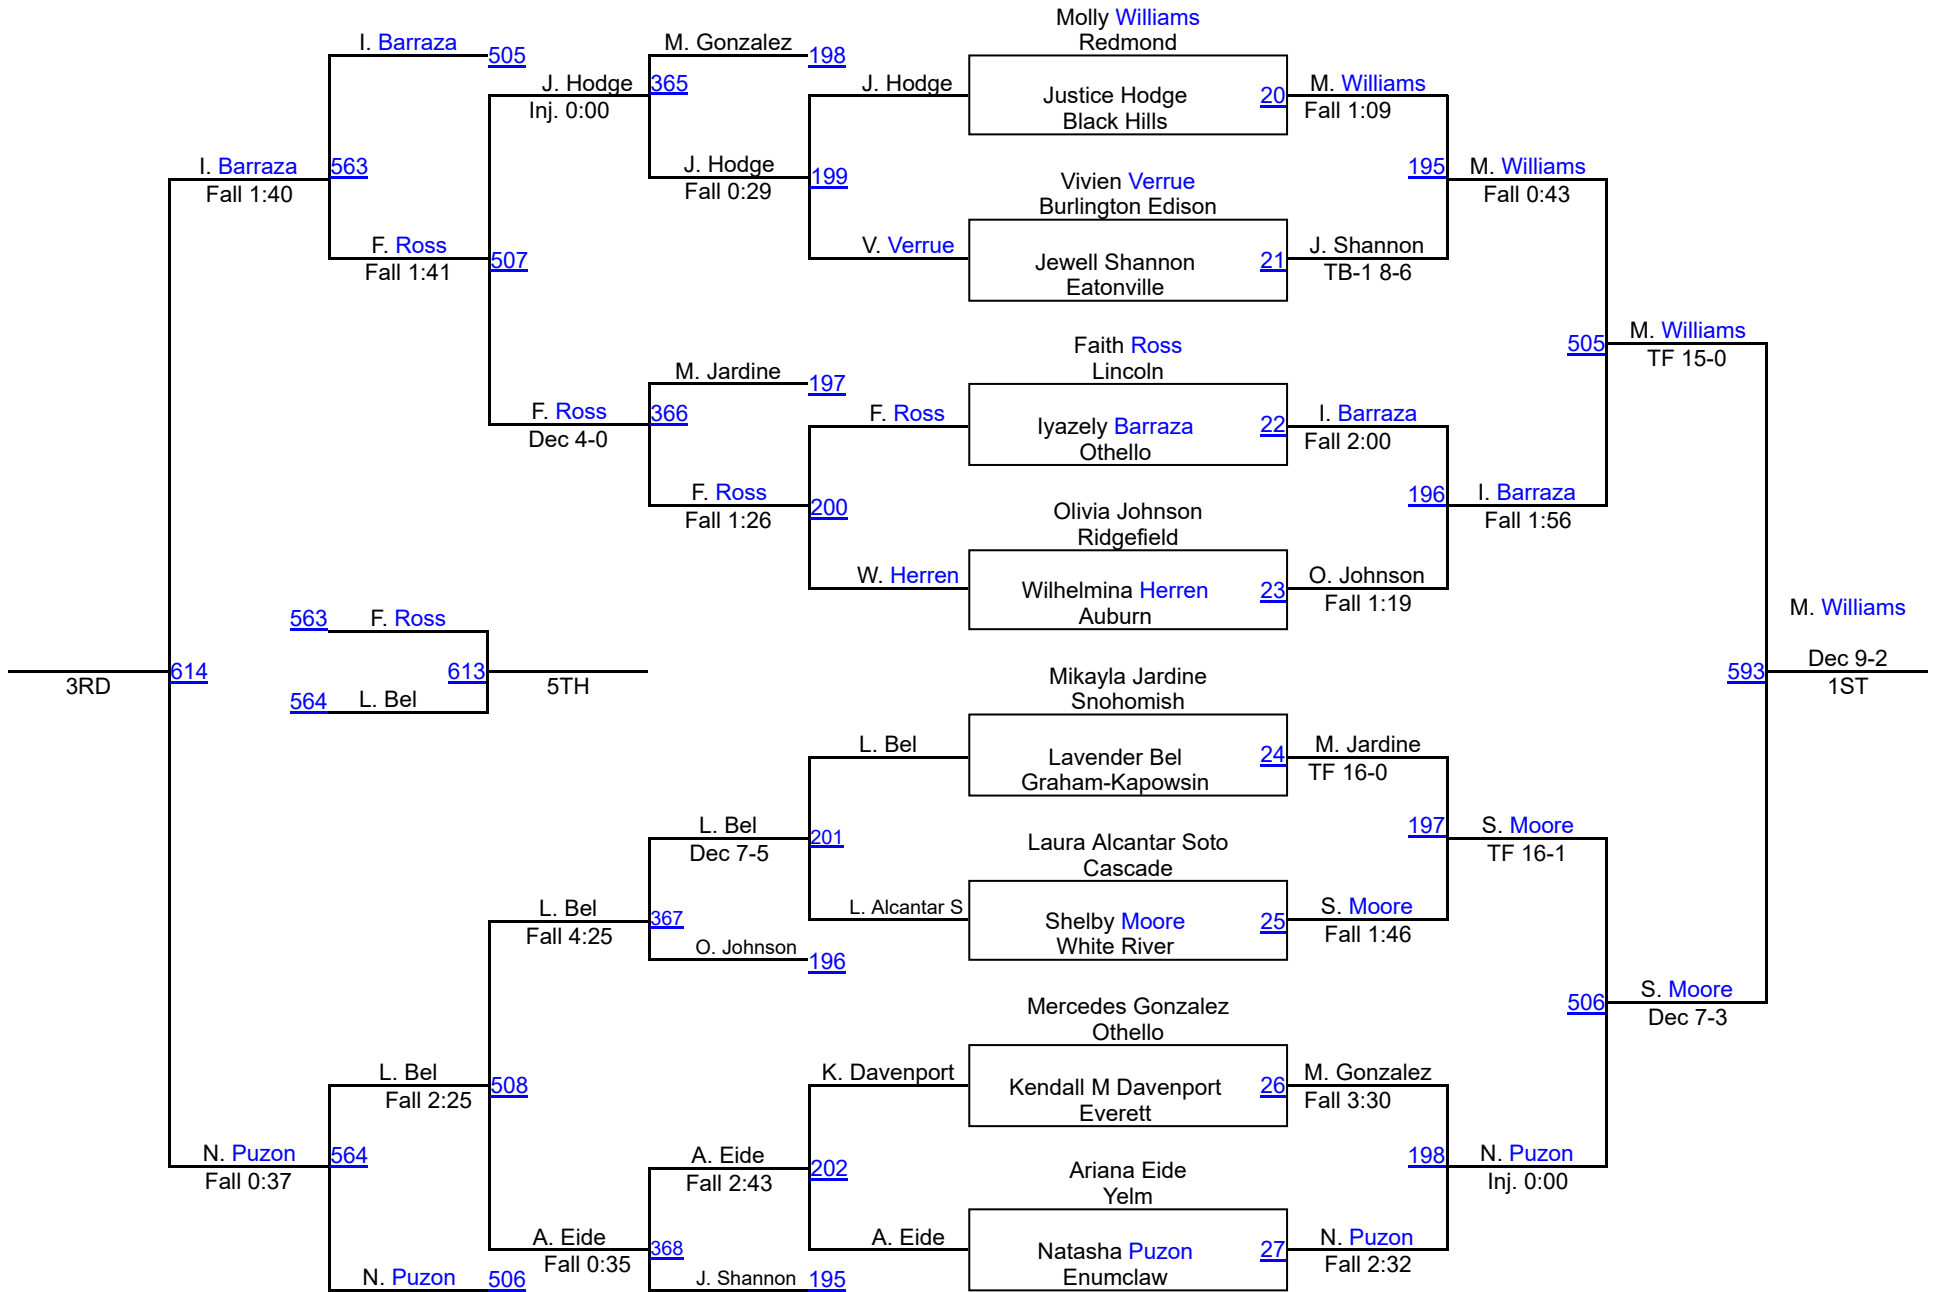 Molly Williams
Redmond
I. Barraza
505
M. Gonzalez
198
J. Hodge
365
Inj. 0:00
J. Hodge
Justice Hodge
Black Hills
20
M. Williams
Fall 1:09
I. Barraza
563
Fall 1:40
J. Hodge
199
Fall 0:29
Vivien Verrue
Burlington Edison
195
M. Williams
Fall 0:43
F. Ross
507
Fall 1:41
V. Verrue
Jewell Shannon
Eatonville
21
J. Shannon
TB-1 8-6
Faith Ross
Lincoln
505
M. Williams
TF 15-0
M. Jardine
197
F. Ross
366
Dec 4-0
F. Ross
Iyazely Barraza
Othello
22
I. Barraza
Fall 2:00
F. Ross
200
Fall 1:26
Olivia Johnson
Ridgefield
196
I. Barraza
Fall 1:56
W. Herren
Wilhelmina Herren
Auburn
23
O. Johnson
Fall 1:19
563
F. Ross
M. Williams
3RD
614
613
5TH
593
Dec 9-2
1ST
564
L. Bel
Mikayla Jardine
Snohomish
L. Bel
Lavender Bel
Graham-Kapowsin
24
M. Jardine
TF 16-0
L. Bel
201
Dec 7-5
Laura Alcantar Soto
Cascade
197
S. Moore
TF 16-1
L. Bel
367
Fall 4:25
L. Alcantar S
Shelby Moore
White River
25
S. Moore
Fall 1:46
O. Johnson
196
Mercedes Gonzalez
Othello
506
S. Moore
Dec 7-3
L. Bel
508
Fall 2:25
K. Davenport
Kendall M Davenport
Everett
26
M. Gonzalez
Fall 3:30
N. Puzon
564
Fall 0:37
A. Eide
202
Fall 2:43
Ariana Eide
Yelm
198
N. Puzon
Inj. 0:00
A. Eide
368
Fall 0:35
A. Eide
Natasha Puzon
Enumclaw
27
N. Puzon
Fall 2:32
N. Puzon
506
J. Shannon
195